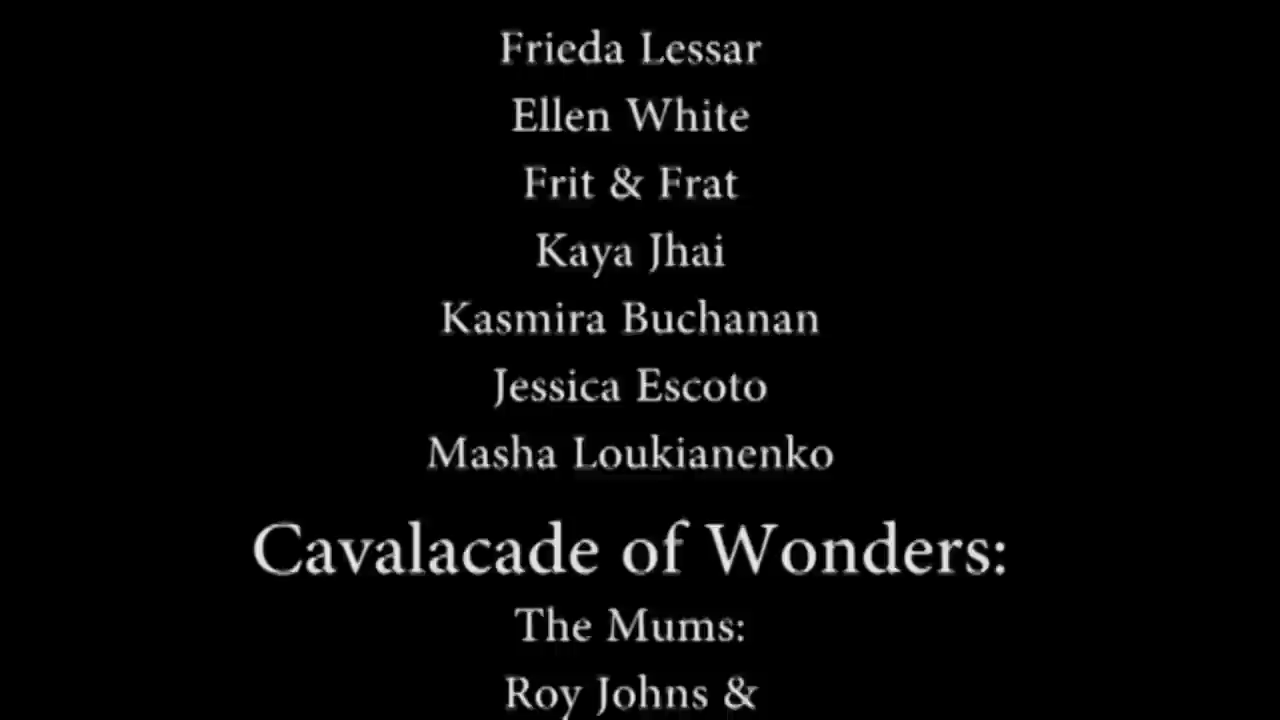 Frieda Lessar
Ellen White
Frit & Frat
Kaya Jhai
Kasmira Buchanan
Jessica Escoto
Masha Loukianenko
Cavalacade of Wonders:
The Mums:
Roy Johns &